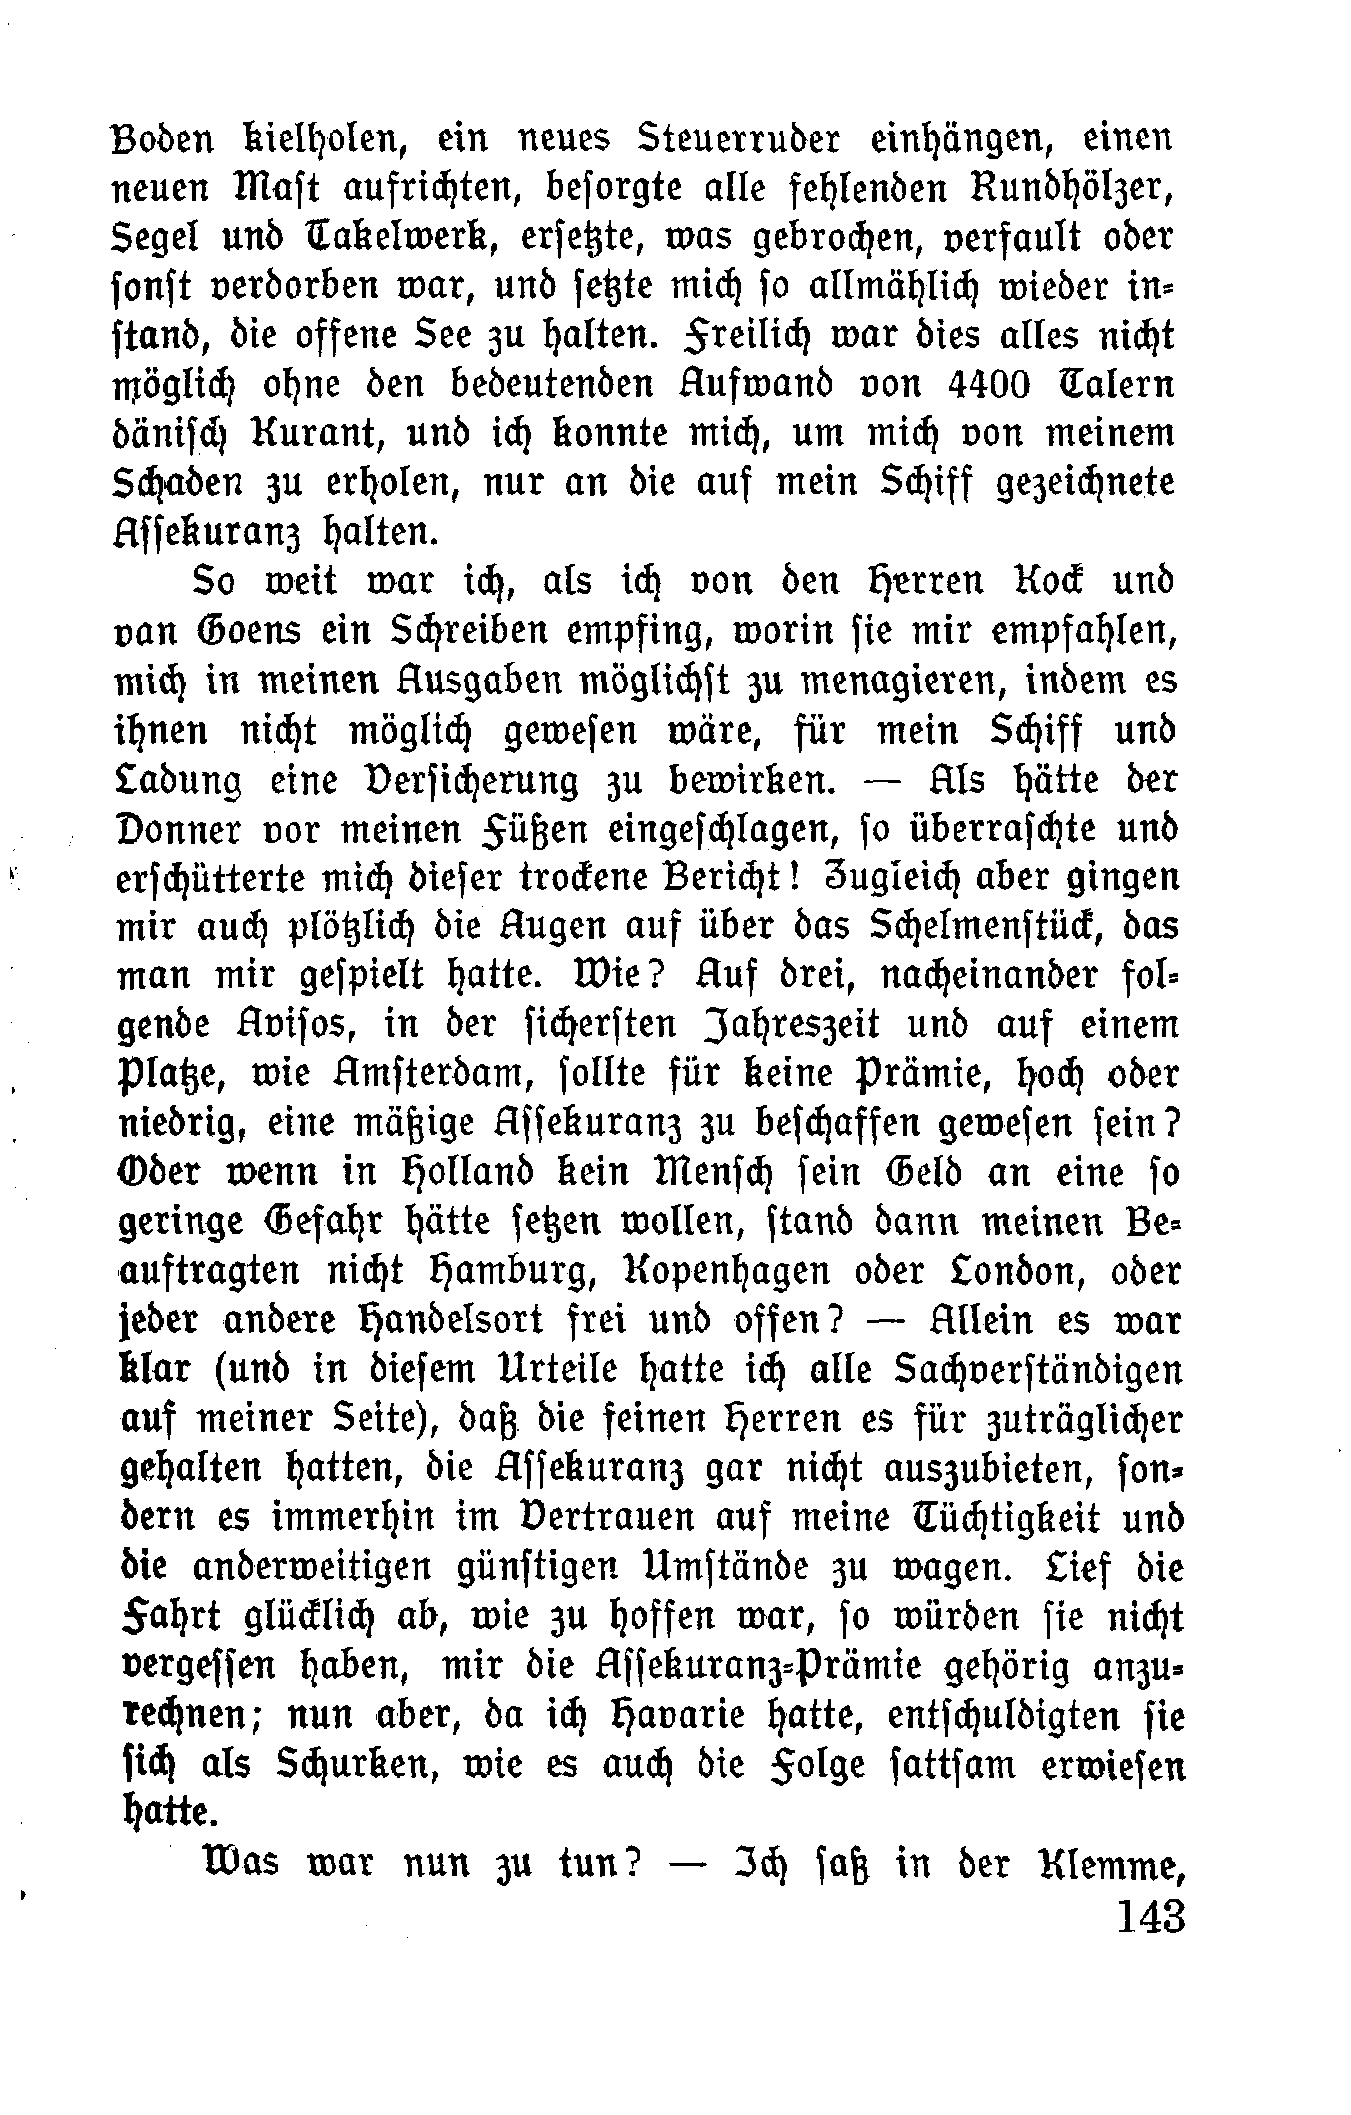 Boden kielholen, ein neues Steuerruder einhängen, einen
neuen Maſt aufrichten, beſorgte alle fehlenden Rundhölzer,
Segel und Takelwerk, erſetzte, was gebrochen, verfault oder
ſonſt verdorben war, und ſetzte mich ſo allmählich wieder in-
ſtand, die offene See zu halten. Freilich war dies alles nicht
möglich ohne den bedeutenden Aufwand von 4400 Talern
däniſch Kurant, und ich konnte mich, um mich von meinem
Schaden zu erholen, nur an die auf mein Schiff gezeichnete
Aſſekuranz halten.
So weit war ich, als ich von den Herren Kock und
van Goens ein Schreiben empfing, worin ſie mir empfahlen,
mich in meinen Ausgaben möglichſt zu menagieren, indem es
ihnen nicht möglich geweſen wäre, für mein Schiff und
Ladung eine Verſicherung zu bewirken. — Als hätte der
Donner vor meinen Füßen eingeſchlagen, ſo überraſchte und
erſchütterte mich dieſer trockene Bericht! Zugleich aber gingen
mir auch plötzlich die Augen auf über das Schelmenſtück, das
man mir geſpielt hatte. Wie? Auf drei, nacheinander fol-
gende Aviſos, in der ſicherſten Jahreszeit und auf einem
Platze, wie Amſterdam, ſollte für keine Prämie, hoch oder
niedrig, eine mäßige Aſſekuranz zu beſchaffen geweſen ſein?
Oder wenn in Holland kein Menſch ſein Geld an eine ſo
geringe Gefahr hätte ſetzen wollen, ſtand dann meinen Be-
auftragten nicht Hamburg, Kopenhagen oder London, oder
jeder andere Handelsort frei und offen? — Allein es war
klar (und in dieſem Urteile hatte ich alle Sachverſtändigen
auf meiner Seite), daß die feinen Herren es für zuträglicher
gehalten hatten, die Aſſekuranz gar nicht auszubieten, ſon-
dern es immerhin im Vertrauen auf meine Tüchtigkeit und
die anderweitigen günſtigen Umſtände zu wagen. Lief die
Fahrt glücklich ab, wie zu hoffen war, ſo würden ſie nicht
vergeſſen haben, mir die Aſſekuranz-Prämie gehörig anzu-
rechnen; nun aber, da ich Havarie hatte, entſchuldigten ſie
ſich als Schurken, wie es auch die Folge ſattſam erwieſen
hatte.
Was war nun zu tun? — Ich ſaß in der Klemme,
143